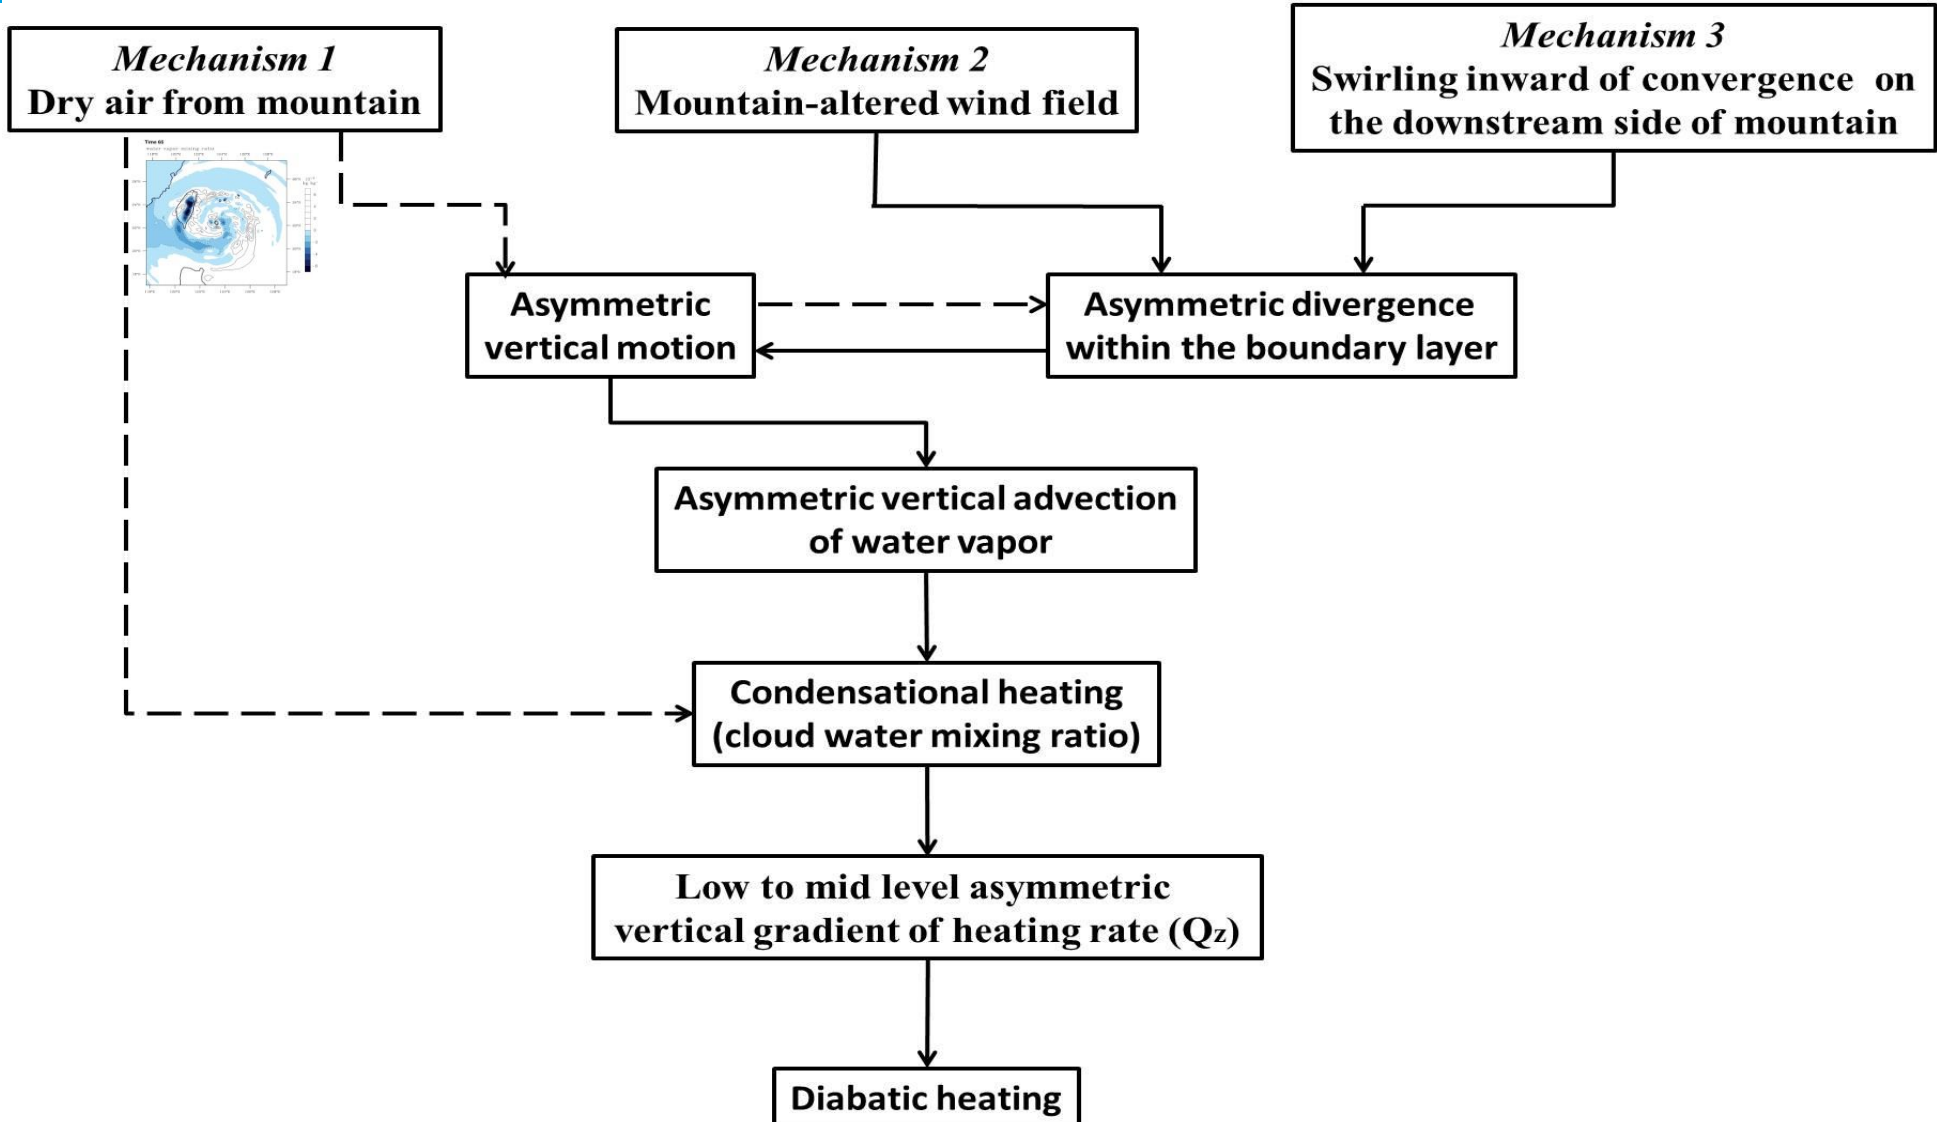 Mechanism 1
Dry air from mountain
Mechanism 2
Mountain-altered wind field
Mechanism 3
Swirling inward of convergence on
the downstream side of mountain
Asymmetric
vertical motion
Asymmetric divergence
within the boundary layer
Asymmetric vertical advection
of water vapor
Condensational heating
(cloud water mixing ratio)
Low to mid level asymmetric
vertical gradient of heating rate (Qz)
Diabatic heating